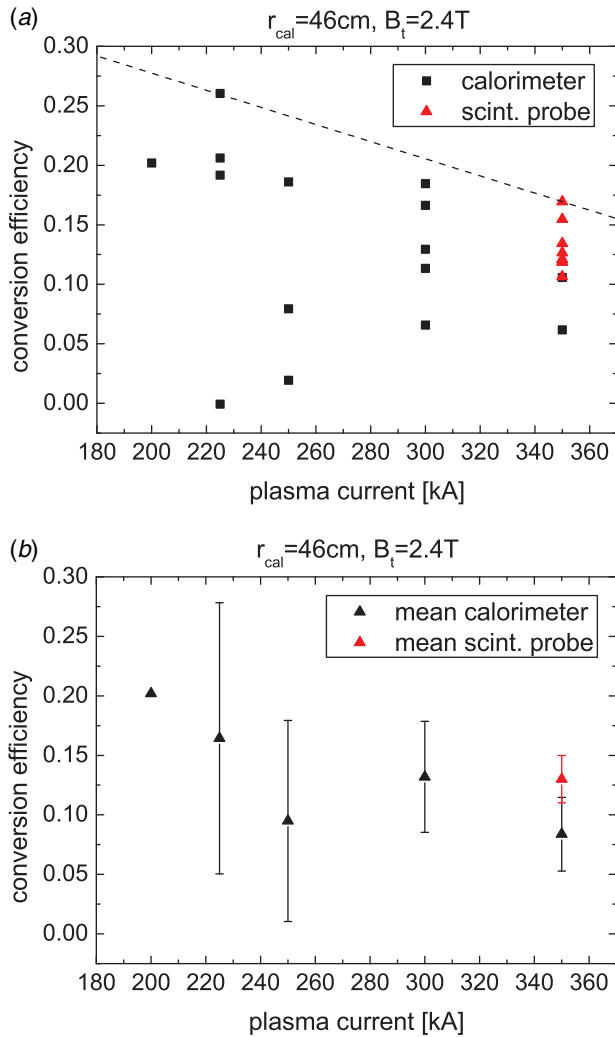 (a)
r_cal=46cm, B_t=2.4T
0.30
0.25
0.20
0.15
0.10
0.05
0.00
conversion efficiency
calorimeter
scint. probe
180 200 220 240 260 280 300 320 340 360
plasma current [kA]
(b)
r_cal=46cm, B_t=2.4T
0.30
0.25
0.20
0.15
0.10
0.05
0.00
conversion efficiency
mean calorimeter
mean scint. probe
180 200 220 240 260 280 300 320 340 360
plasma current [kA]